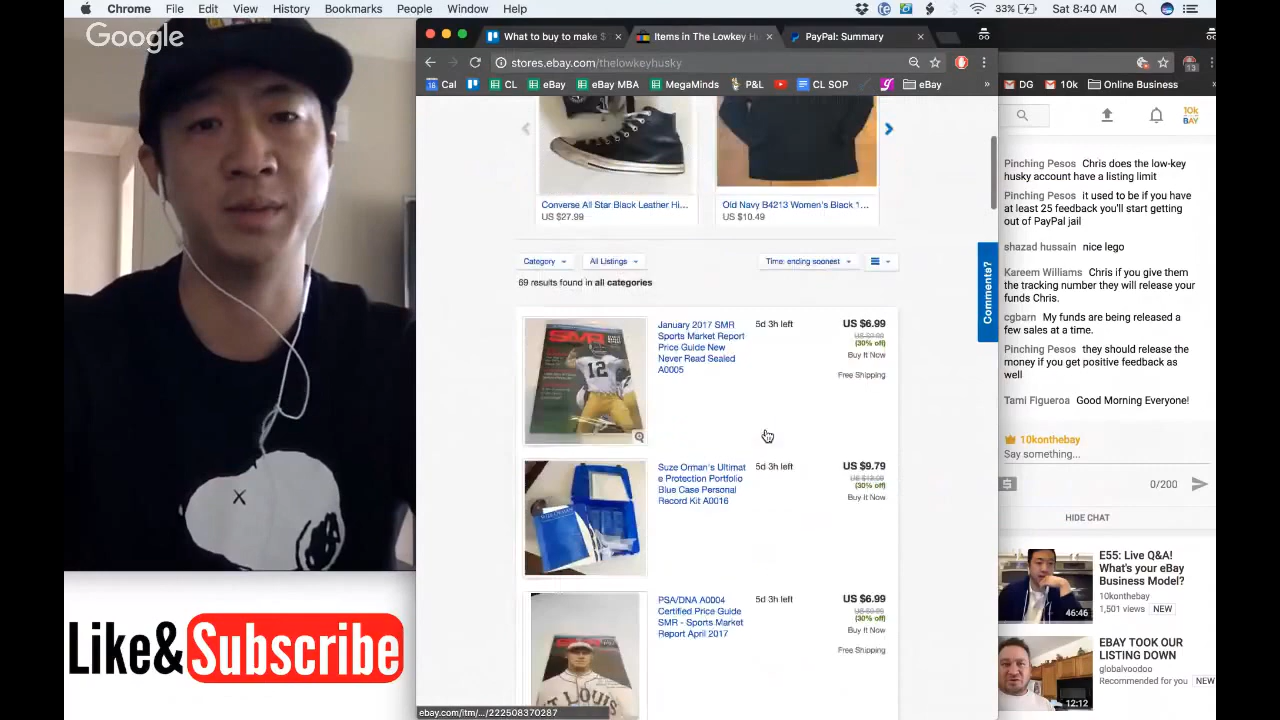 Chrome File Edit View History Bookmarks People Window Help
33% Sat 8:40 AM
Google
What to buy to make $
Items in The Lowkey H
PayPal: Summary
stores.ebay.com/thelowkeyhusky
13
Cal CL eBay eBay MBA MegaMinds P&L CL SOP eBay »
DG 10k Online Business
10k
BAY
Converse All Star Black Leather Hi...
US $27.99
Old Navy B4213 Women's Black 1...
US $10.49
Category
All Listings
Time: ending soonest
69 results found in all categories
Comments?
January 2017 SMR
Sports Market Report
Price Guide New
Never Read Sealed
A0005
5d 3h left
US $6.99
(30% off)
Buy It Now
Free Shipping
SMR
12
Suze Orman's Ultimat
e Protection Portfolio
Blue Case Personal
Record Kit A0016
5d 3h left
US $9.79
(30% off)
Buy It Now
PSA/DNA A0004
Certified Price Guide
SMR - Sports Market
Report April 2017
5d 3h left
US $6.99
(30% off)
Buy It Now
Free Shipping
ST LOUIS
ebay.com/itm/.../222508370287
Pinching Pesos Chris does the low-key
husky account have a listing limit
Pinching Pesos it used to be if you have
at least 25 feedback you'll start getting
out of PayPal jail
shazad hussain nice lego
Kareem Williams Chris if you give them
the tracking number they will release your
funds Chris.
cgbarn My funds are being released a
few sales at a time.
Pinching Pesos they should release the
money if you get positive feedback as
well
Tami Figueroa Good Morning Everyone!
10konthebay
Say something...
0/200
HIDE CHAT
E55: Live Q&A!
What's your eBay
Business Model?
10konthebay
1,501 views NEW
46:46
EBAY TOOK OUR
LISTING DOWN
globalvoodoo
Recommended for you NEW
12:12
X
Like& Subscribe